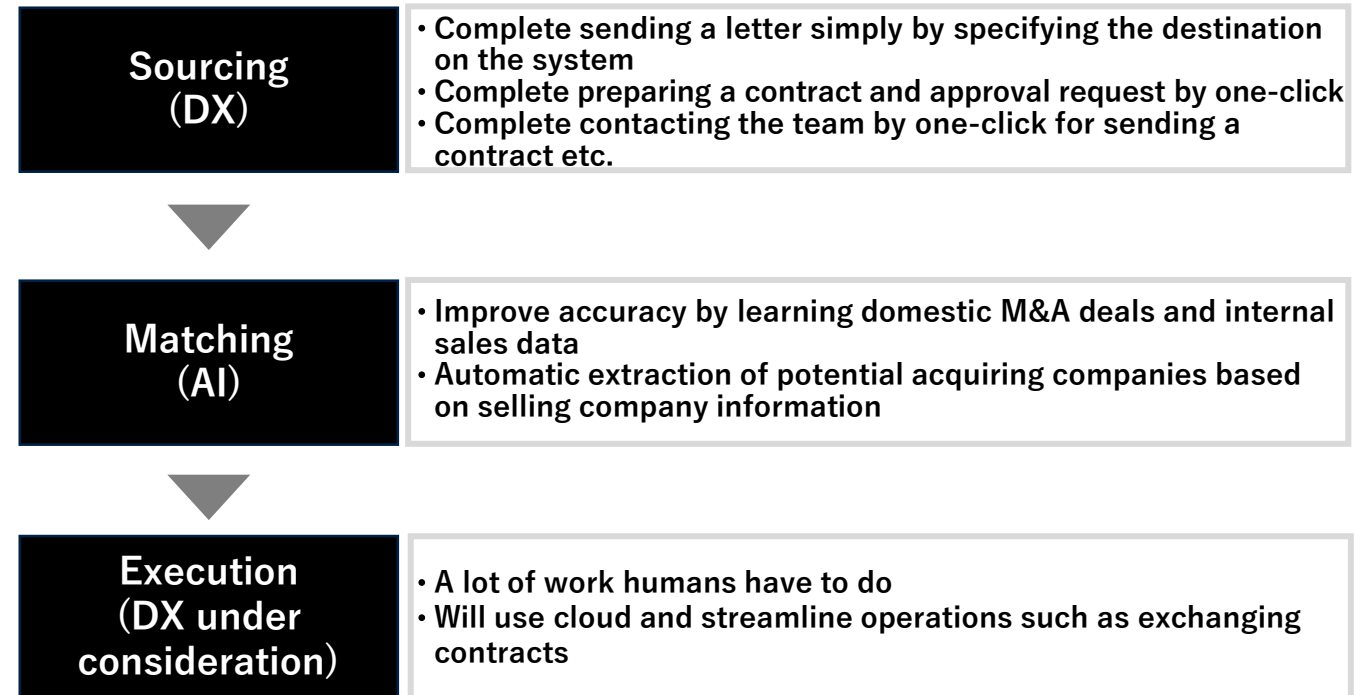 Sourcing
(DX)
・Complete sending a letter simply by specifying the destination
on the system
・Complete preparing a contract and approval request by one-click
・Complete contacting the team by one-click for sending a
contract etc.
Matching
(AI)
・Improve accuracy by learning domestic M&A deals and internal
sales data
・Automatic extraction of potential acquiring companies based
on selling company information
Execution
(DX under
consideration)
・A lot of work humans have to do
・Will use cloud and streamline operations such as exchanging
contracts